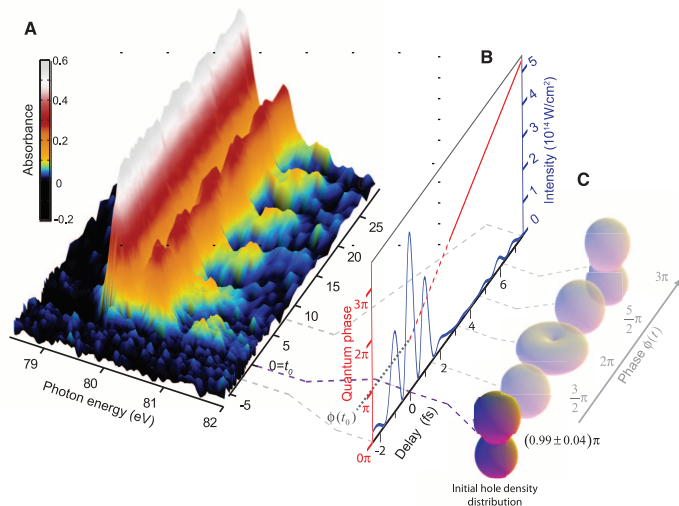 A
0.6
0.4
0.2
0
-0.2
Absorbance
79
80
81
82
Photon energy (eV)
-5
0=t₀
5
10
15
20
25
B
Intensity (10¹⁴ W/cm²)
5
4
3
2
1
0
Quantum phase
3π
2π
π
0π
ϕ(t₀)
-2
0
2
4
6
Delay (fs)
C
3π
5/2 π
2π
3/2 π
(0.99 ± 0.04)π
Phase ϕ(t)
Initial hole density
distribution